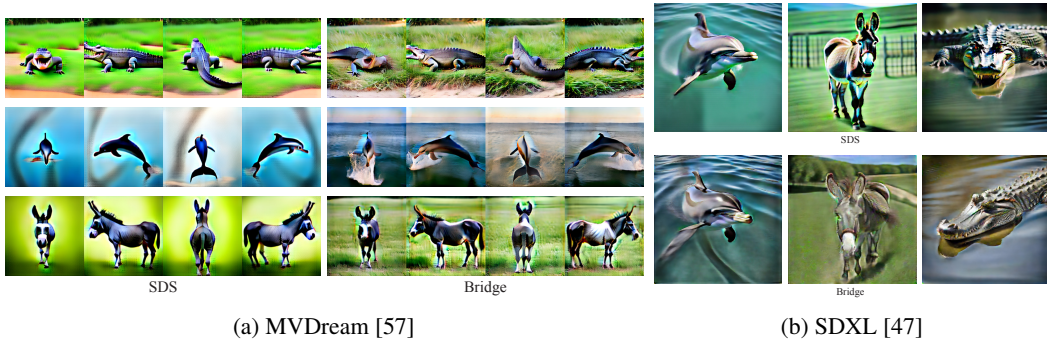 SDS
Bridge
(a) MVDream [57]
SDS
Bridge
(b) SDXL [47]